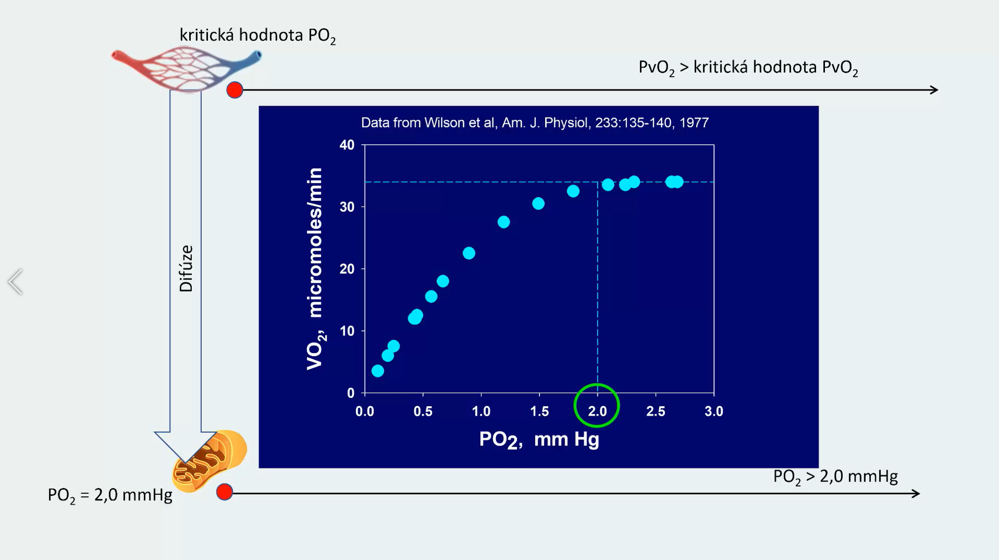 kritická hodnota PO₂
PvO₂ > kritická hodnota PvO₂
Data from Wilson et al, Am. J. Physiol, 233:135-140, 1977
VO₂, micromoles/min
40
30
20
10
0
0.0 0.5 1.0 1.5 2.0 2.5 3.0
PO2, mm Hg
Difúze
PO₂ > 2,0 mmHg
PO₂ = 2,0 mmHg